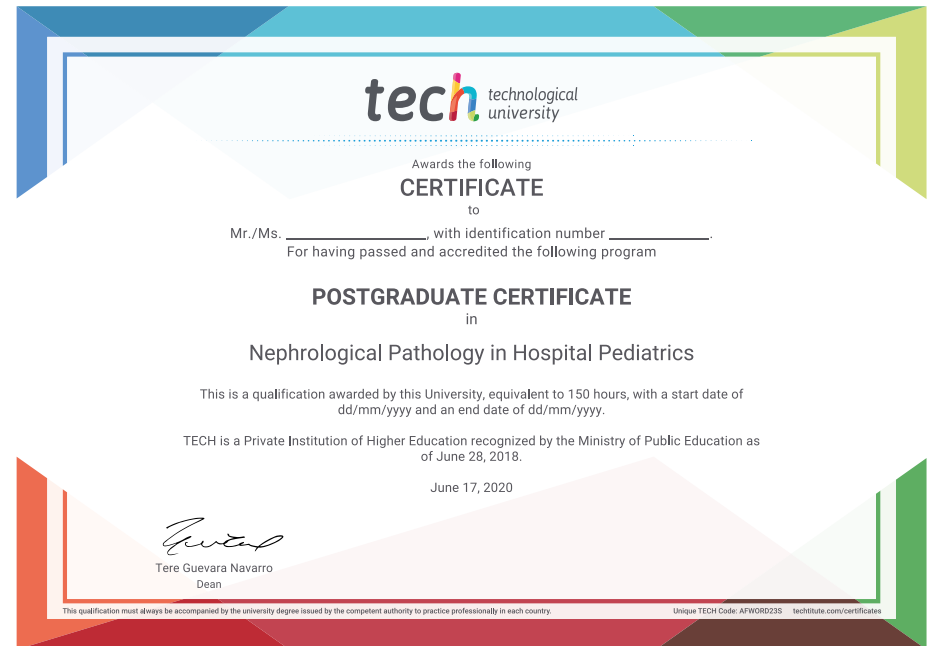 tech technological
university
Awards the following
CERTIFICATE
to
Mr./Ms. ____________________, with identification number ______________.
For having passed and accredited the following program
POSTGRADUATE CERTIFICATE
in
Nephrological Pathology in Hospital Pediatrics
This is a qualification awarded by this University, equivalent to 150 hours, with a start date of
dd/mm/yyyy and an end date of dd/mm/yyyy.
TECH is a Private Institution of Higher Education recognized by the Ministry of Public Education as
of June 28, 2018.
June 17, 2020
Tere Guevara Navarro
Dean
This qualification must always be accompanied by the university degree issued by the competent authority to practice professionally in each country.
Unique TECH Code: AFWORD23S techtitute.com/certificates